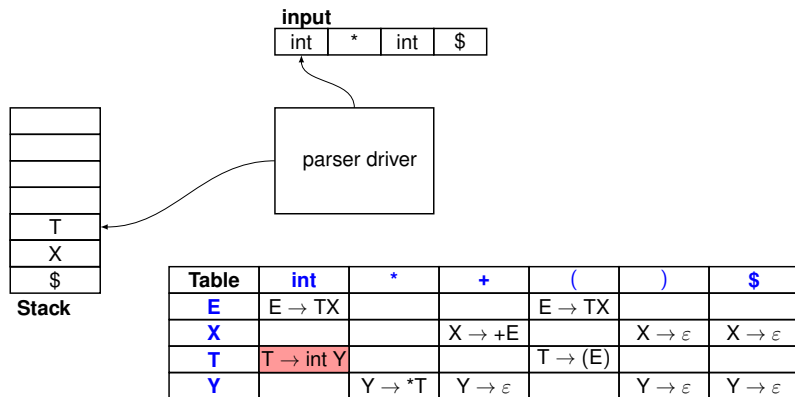 input
int * int $
parser driver
T
X
$
Stack
Table int * + ( ) $
E E → TX E → TX
X X → +E X → ε X → ε
T T → int Y T → (E)
Y Y → *T Y → ε Y → ε Y → ε